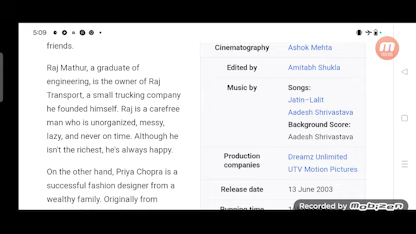 5:09
friends.
Raj Mathur, a graduate of
engineering, is the owner of Raj
Transport, a small trucking company
he founded himself. Raj is a carefree
man who is unorganized, messy,
lazy, and never on time. Although he
isn't the richest, he's always happy.
On the other hand, Priya Chopra is a
successful fashion designer from a
wealthy family. Originally from
Cinematography Ashok Mehta
Edited by Amitabh Shukla
Music by Songs:
Jatin–Lalit
Aadesh Shrivastava
Background Score:
Aadesh Shrivastava
Production Dreamz Unlimited
companies UTV Motion Pictures
Release date 13 June 2003
Running time
Recorded by Mobizen